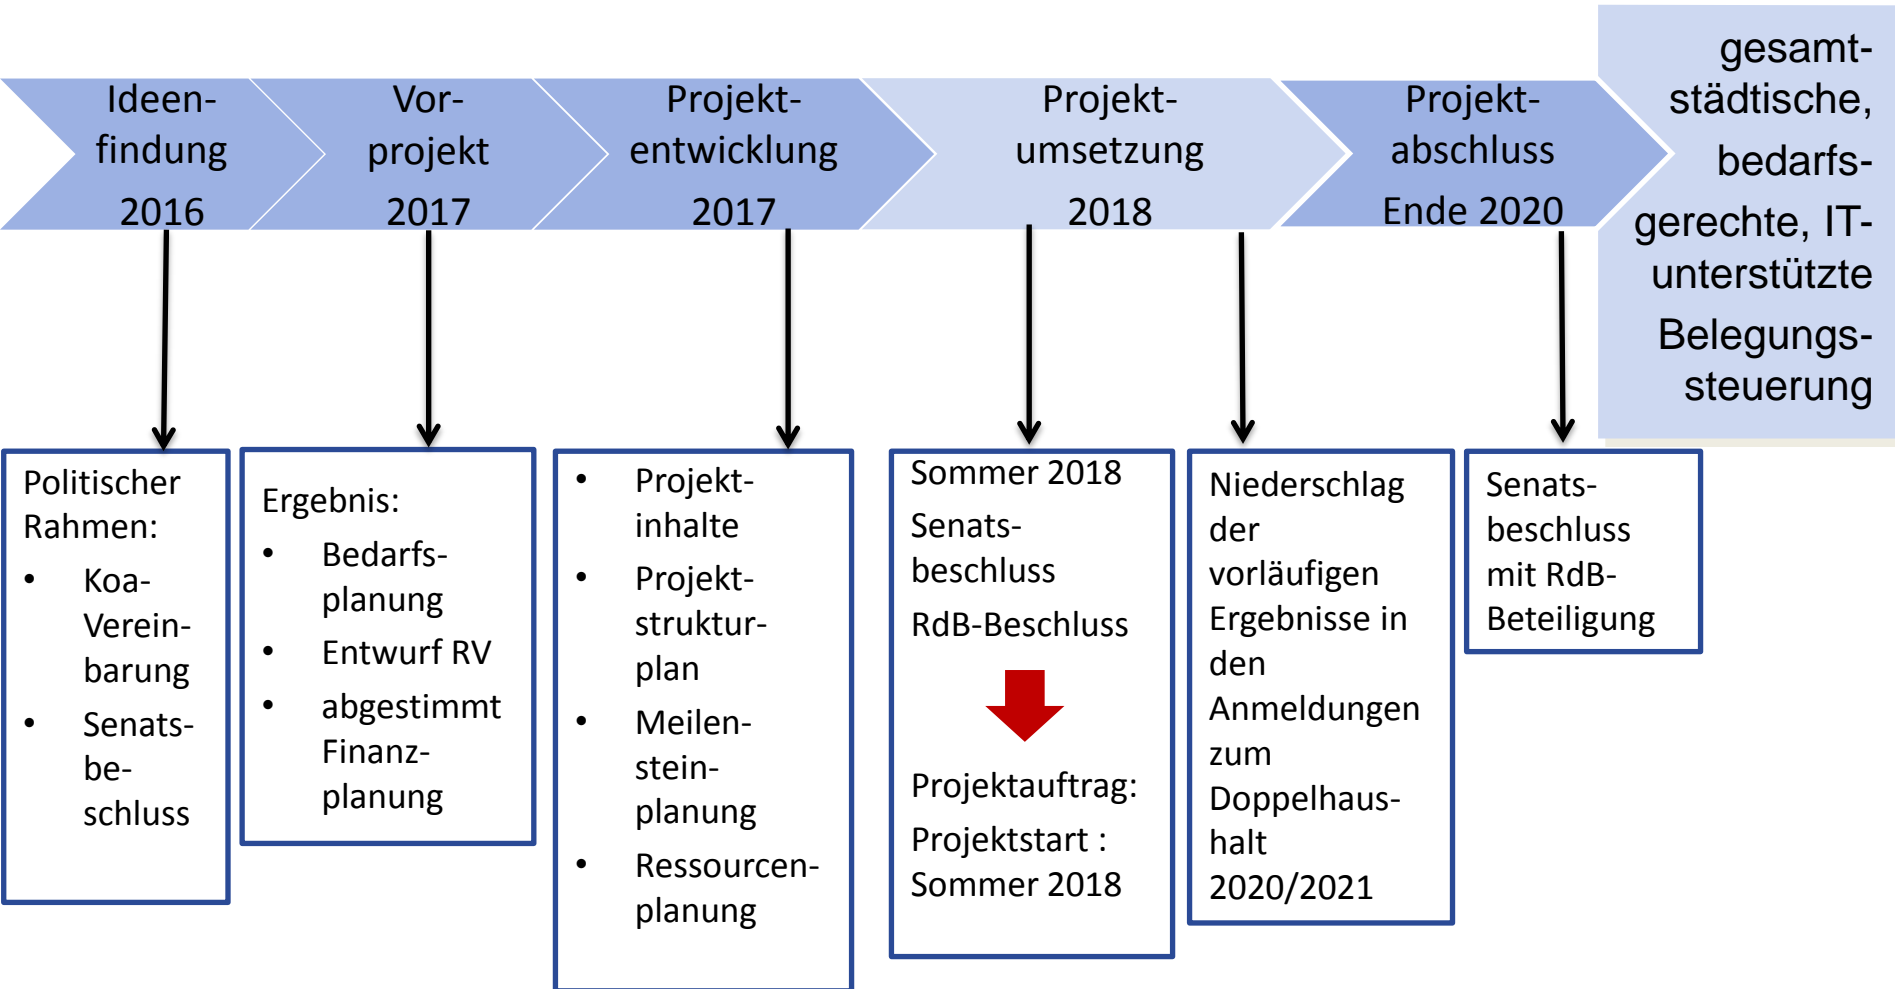 Ideen-
findung
2016
Vor-
projekt
2017
Projekt-
entwicklung
2017
Projekt-
umsetzung
2018
Projekt-
abschluss
Ende 2020
gesamt-
städtische,
bedarfs-
gerechte, IT-
unterstützte
Belegungs-
steuerung
Politischer
Rahmen:
• Koa-
Verein-
barung
• Senats-
be-
schluss
Ergebnis:
• Bedarfs-
planung
• Entwurf RV
• abgestimmt
Finanz-
planung
• Projekt-
inhalte
• Projekt-
struktur-
plan
• Meilen-
stein-
planung
• Ressourcen-
planung
Sommer 2018
Senats-
beschluss
RdB-Beschluss
Projektauftrag:
Projektstart :
Sommer 2018
Niederschlag
der
vorläufigen
Ergebnisse in
den
Anmeldungen
zum
Doppelhaus-
halt
2020/2021
Senats-
beschluss
mit RdB-
Beteiligung